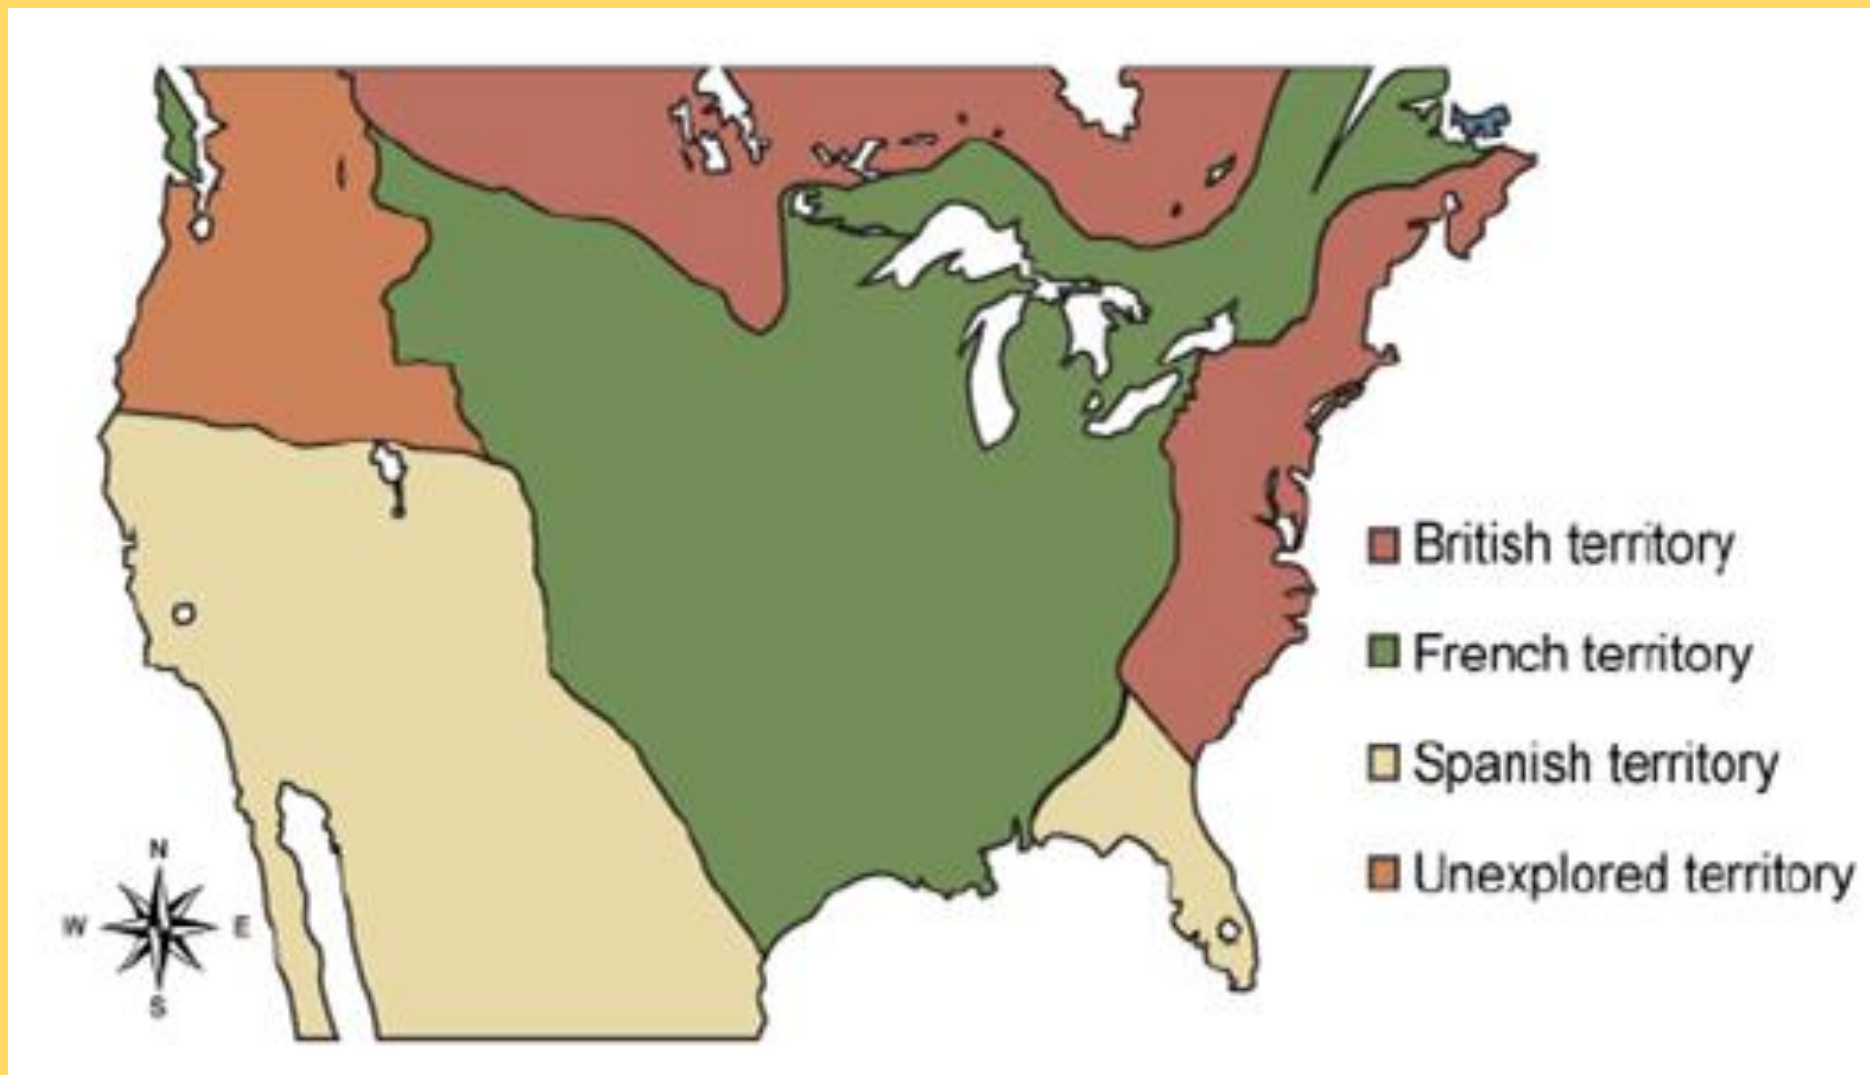 British territory
French territory
Spanish territory
Unexplored territory
N
W
E
S